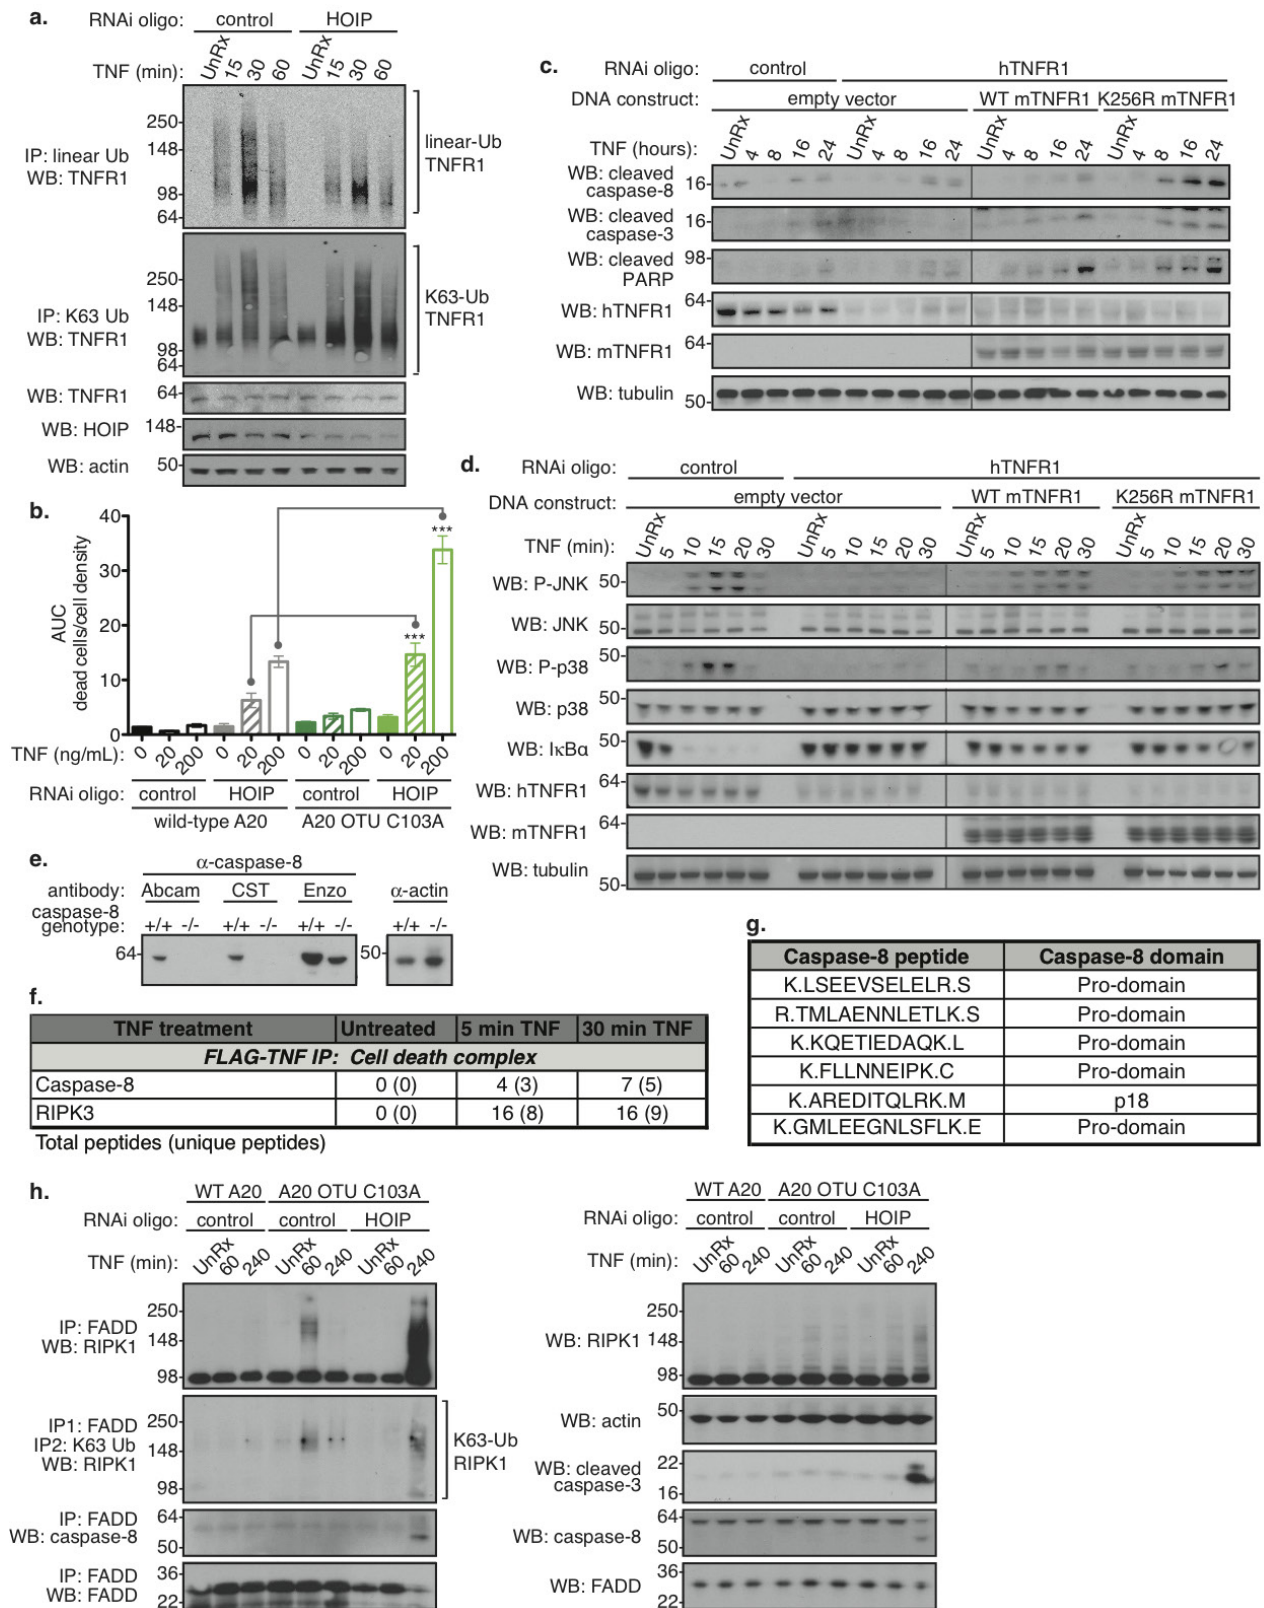 a.
RNAi oligo: control HOIP
TNF (min): UnRx 15 30 60 UnRx 15 30 60
250-
148-
98-
64-
IP: linear Ub
WB: TNFR1
linear-Ub
TNFR1
250-
148-
98-
64-
IP: K63 Ub
WB: TNFR1
K63-Ub
TNFR1
WB: TNFR1 64-
WB: HOIP 148-
WB: actin 50-
b.
AUC
dead cells/cell density
40
30
20
10
0
*** ***
TNF (ng/mL): 0 20 200 0 20 200 0 20 200 0 20 200
RNAi oligo: control HOIP control HOIP
wild-type A20 A20 OTU C103A
c.
RNAi oligo: control hTNFR1
DNA construct: empty vector WT mTNFR1 K256R mTNFR1
TNF (hours): UnRx 4 8 16 24 UnRx 4 8 16 24 UnRx 4 8 16 24 UnRx 4 8 16 24
WB: cleaved
caspase-8 16-
WB: cleaved
caspase-3 16-
WB: cleaved
PARP 98-
WB: hTNFR1 64-
WB: mTNFR1 64-
WB: tubulin 50-
d.
RNAi oligo: control hTNFR1
DNA construct: empty vector WT mTNFR1 K256R mTNFR1
TNF (min): UnRx 5 10 15 20 30 UnRx 5 10 15 20 30 UnRx 5 10 15 20 30 UnRx 5 10 15 20 30
WB: P-JNK 50-
WB: JNK 50-
WB: P-p38 50-
WB: p38 50-
WB: IκBα 50-
WB: hTNFR1 64-
WB: mTNFR1 64-
WB: tubulin 50-
e.
α-caspase-8
antibody: Abcam CST Enzo α-actin
caspase-8
genotype: +/+ -/- +/+ -/- +/+ -/- +/+ -/-
64- 50-
f.
TNF treatment Untreated 5 min TNF 30 min TNF
FLAG-TNF IP: Cell death complex
Caspase-8 0 (0) 4 (3) 7 (5)
RIPK3 0 (0) 16 (8) 16 (9)
Total peptides (unique peptides)
g.
Caspase-8 peptide Caspase-8 domain
K.LSEEVSELELR.S Pro-domain
R.TMLAENNLETLK.S Pro-domain
K.KQETIEDAQK.L Pro-domain
K.FLLNNEIPK.C Pro-domain
K.AREDITQLRK.M p18
K.GMLEEGNLSFLK.E Pro-domain
h.
WT A20 A20 OTU C103A
RNAi oligo: control control HOIP
TNF (min): UnRx 60 240 UnRx 60 240 UnRx 60 240
250-
148-
98-
IP: FADD
WB: RIPK1
250-
148-
98-
IP1: FADD
IP2: K63 Ub
WB: RIPK1
K63-Ub
RIPK1
IP: FADD 64-
WB: caspase-8
50-
IP: FADD 36-
WB: FADD
22-
WT A20 A20 OTU C103A
RNAi oligo: control control HOIP
TNF (min): UnRx 60 240 UnRx 60 240 UnRx 60 240
250-
WB: RIPK1 148-
98-
50-
WB: actin
WB: cleaved 22-
caspase-3
16-
64-
WB: caspase-8
50-
36-
WB: FADD
22-